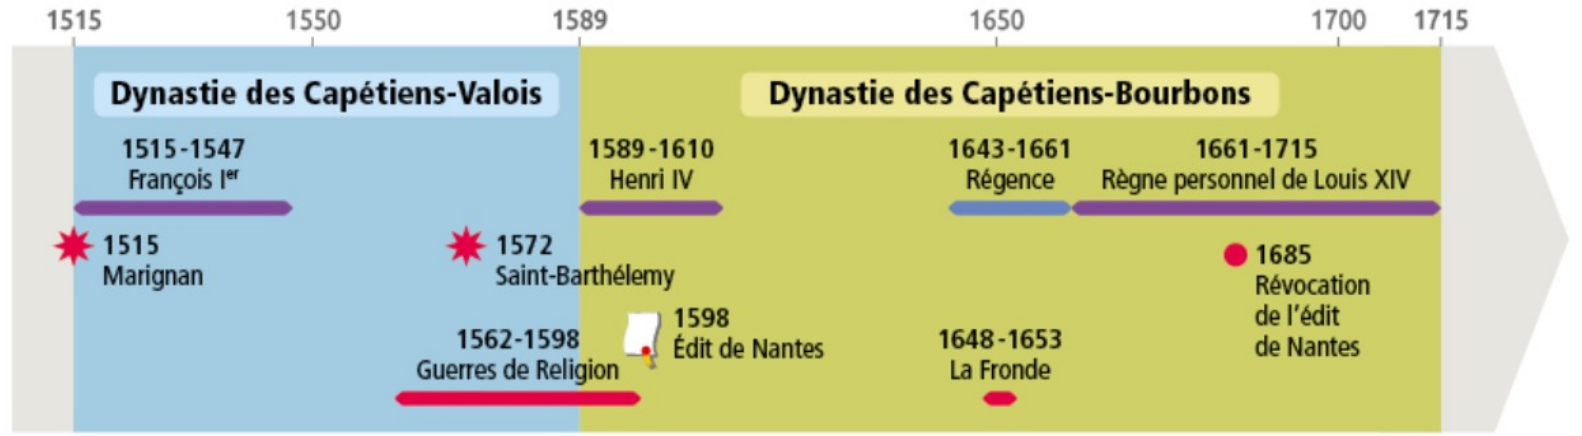 1515 1550 1589 1650 1700 1715
Dynastie des Capétiens-Valois
Dynastie des Capétiens-Bourbons
1515-1547
François Iᵉʳ
1589-1610
Henri IV
1643-1661
Régence
1661-1715
Règne personnel de Louis XIV
1515
Marignan
1572
Saint-Barthélemy
1685
Révocation
de l'édit
de Nantes
1562-1598
Guerres de Religion
1598
Édit de Nantes
1648-1653
La Fronde